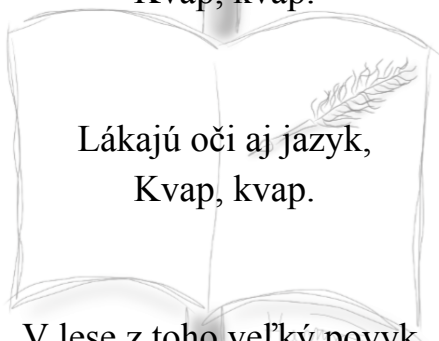 Kvap, kvap.
Lákajú oči aj jazyk,
Kvap, kvap.
V lese z toho veľký povyk